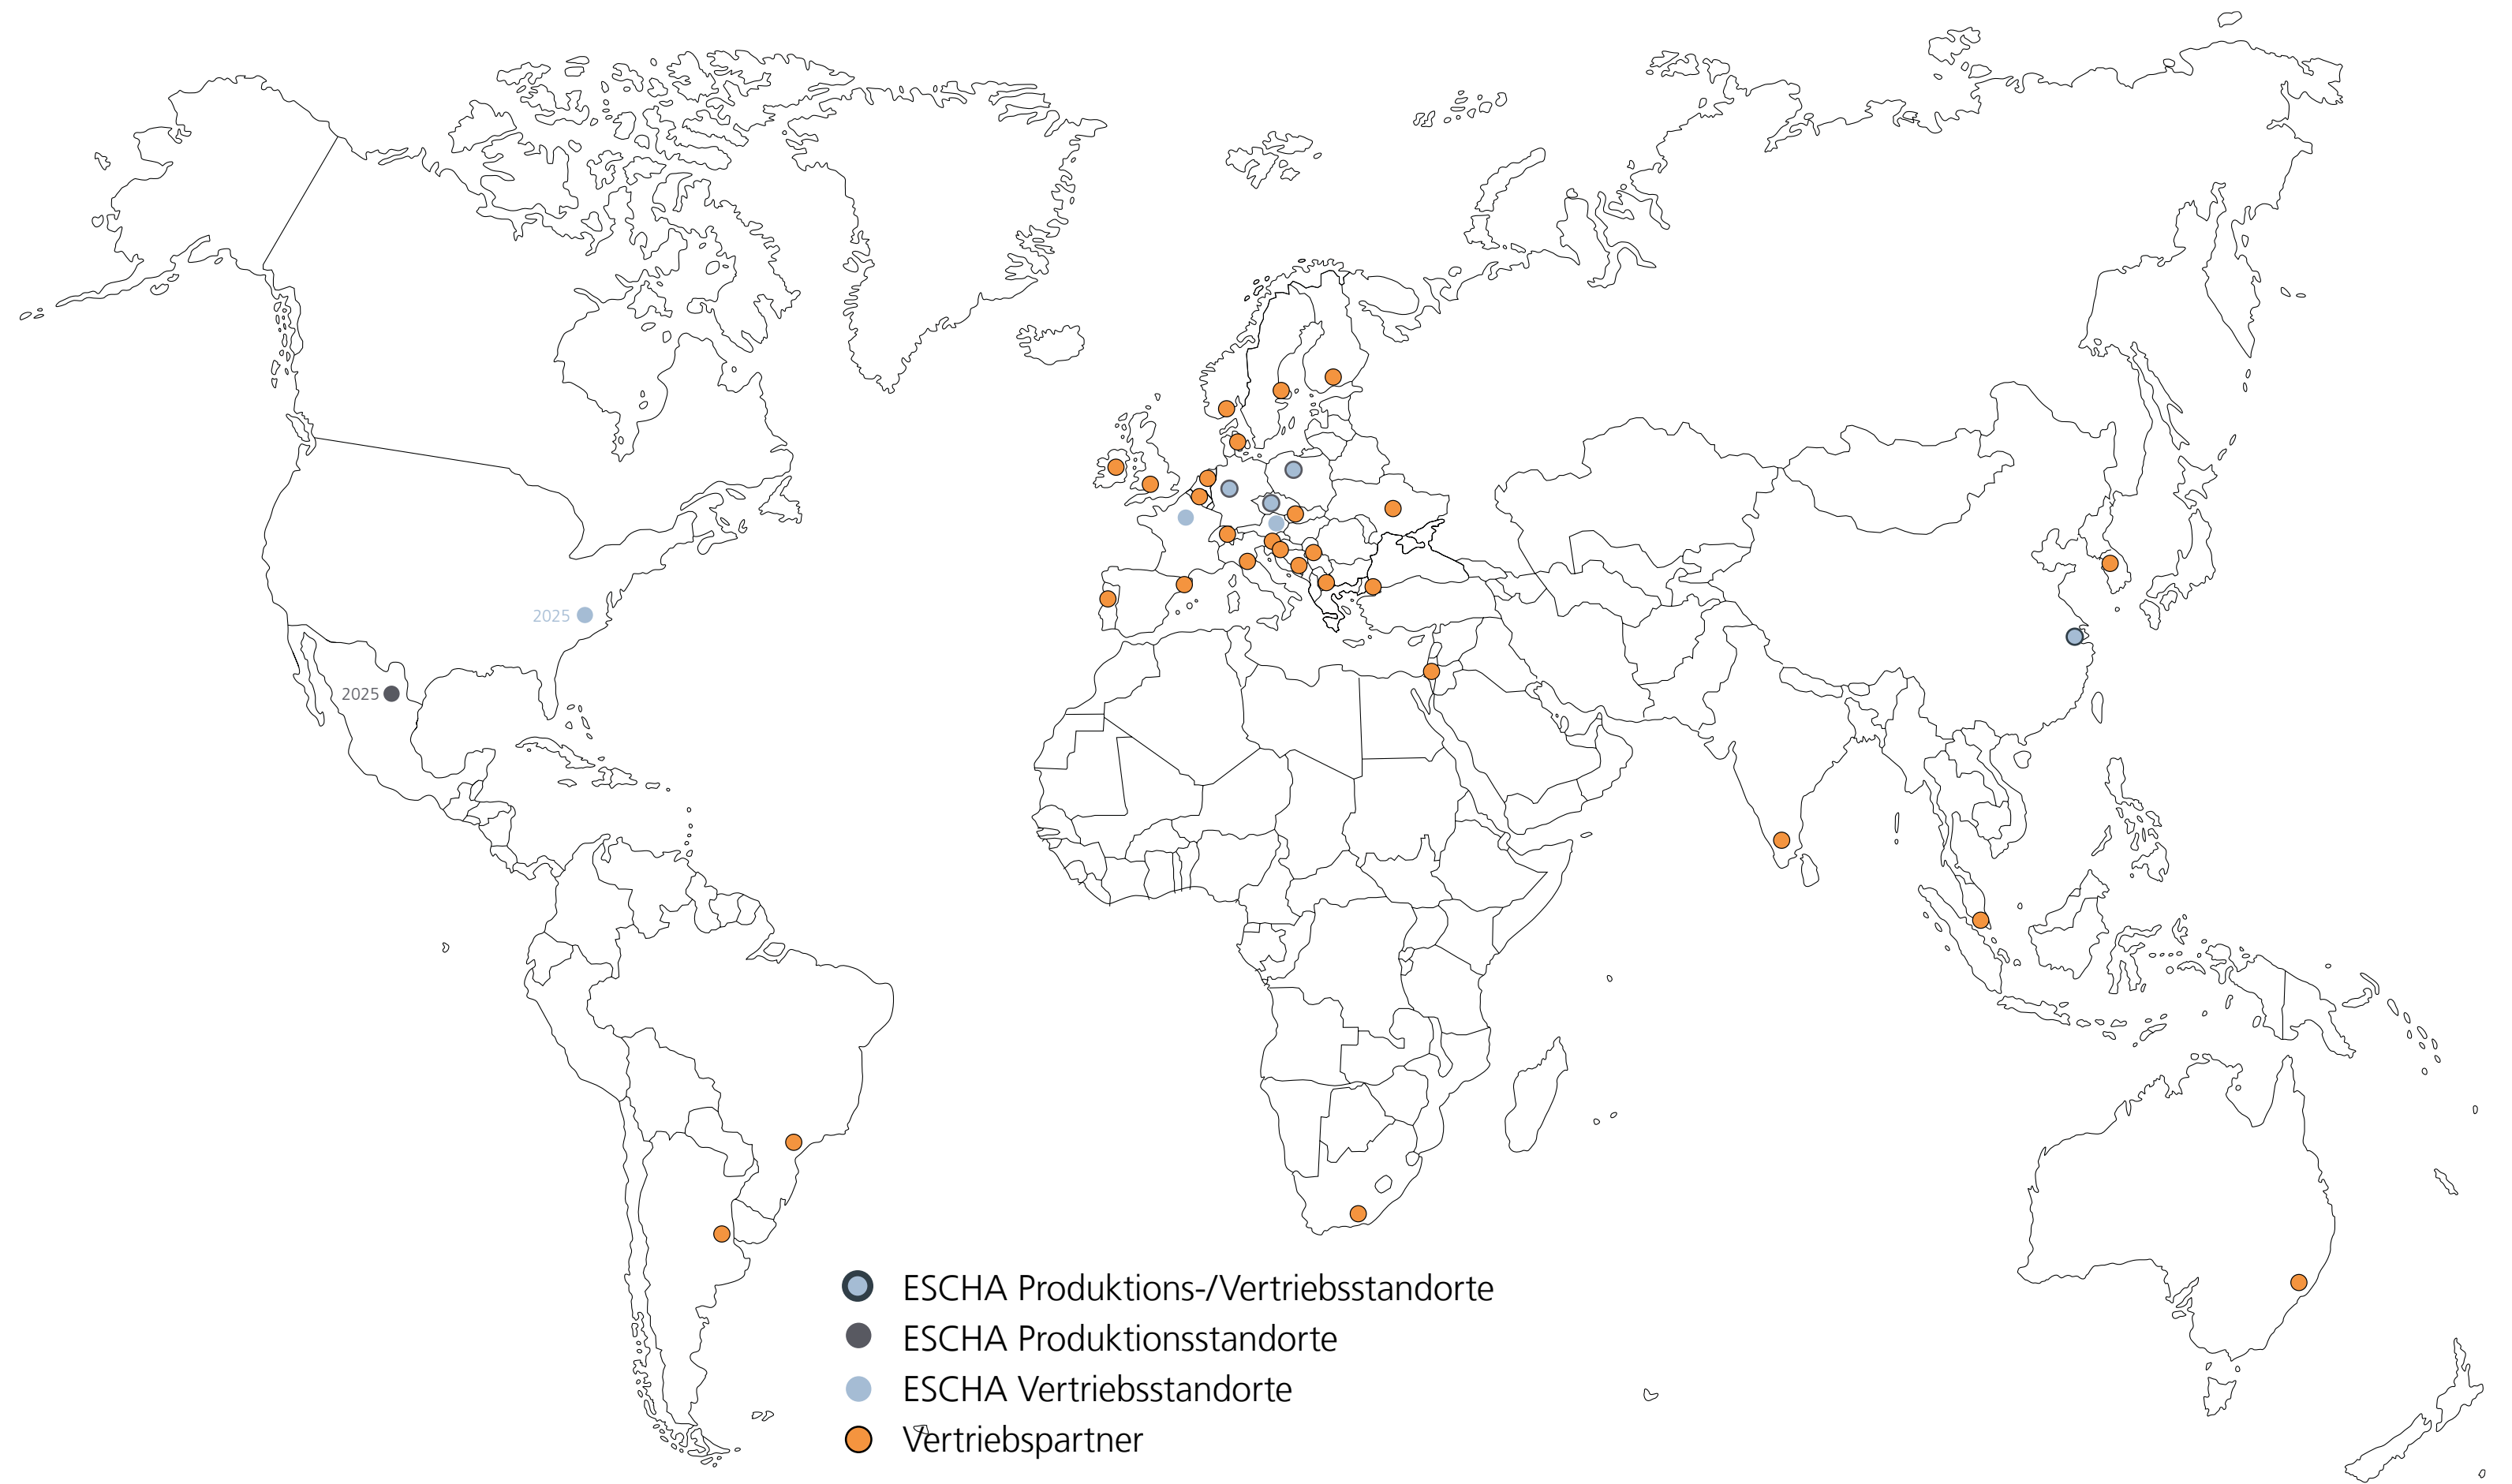 2025
2025
ESCHA Produktions-/Vertriebsstandorte
ESCHA Produktionsstandorte
ESCHA Vertriebsstandorte
Vertriebspartner